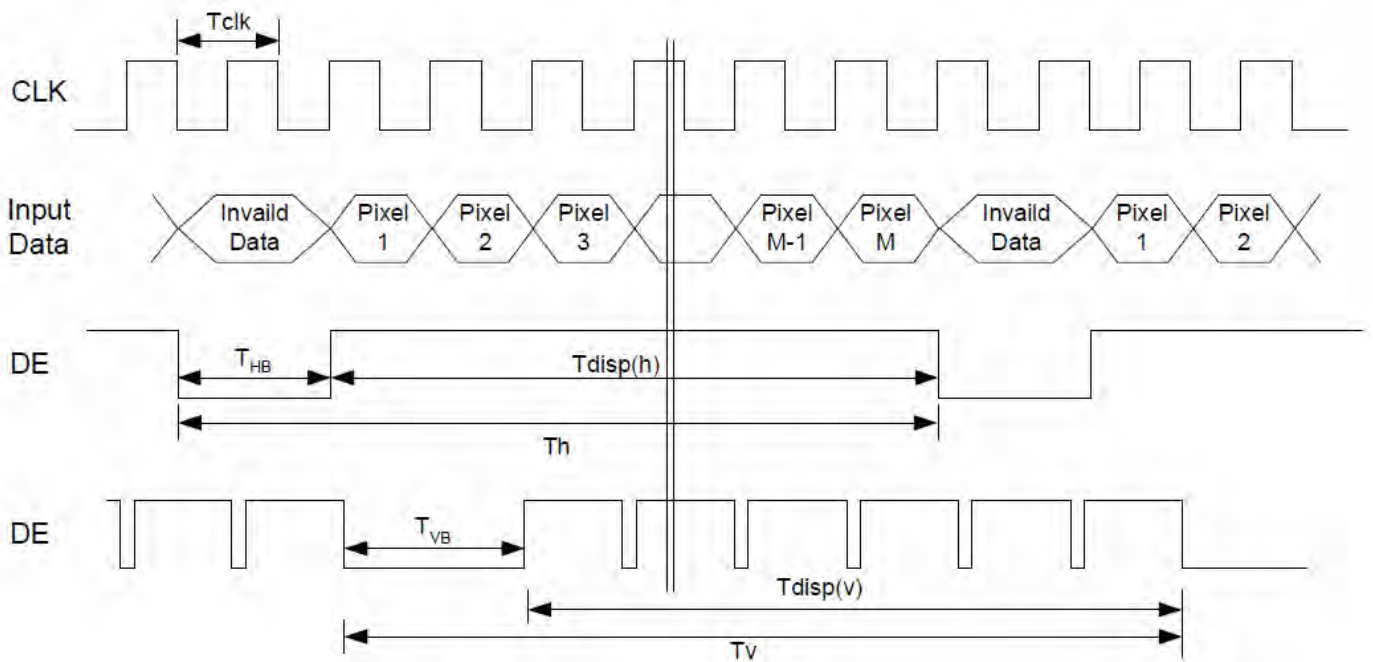 Tclk
CLK
Input
Data
Invaild
Data
Pixel
1
Pixel
2
Pixel
3
Pixel
M-1
Pixel
M
Invaild
Data
Pixel
1
Pixel
2
DE
THB
Tdisp(h)
Th
DE
TVB
Tdisp(v)
Tv